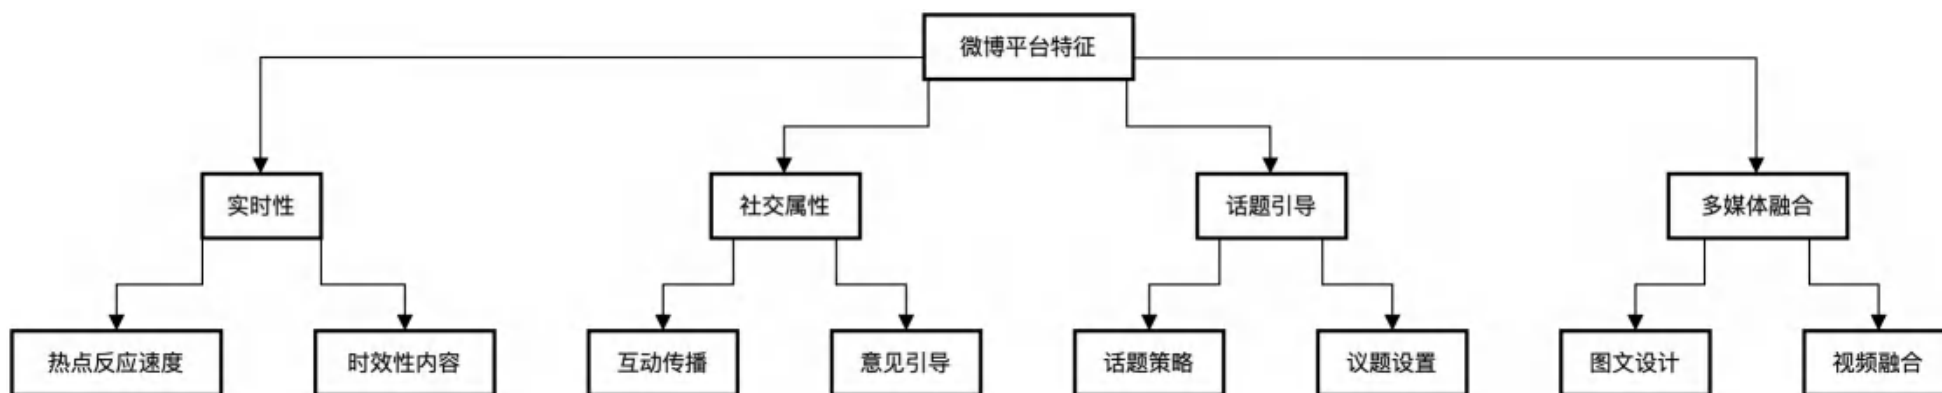 微博平台特征
实时性
社交属性
话题引导
多媒体融合
热点反应速度
时效性内容
互动传播
意见引导
话题策略
议题设置
图文设计
视频融合